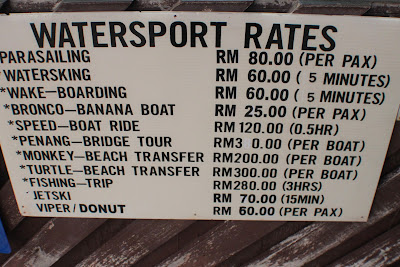 WATERSPORT RATES
PARASAILING RM 80.00 (PER PAX)
*WATERSKING RM 60.00 ( 5 MINUTES)
*WAKE–BOARDING RM 60.00 ( 5 MINUTES)
*BRONCO–BANANA BOAT RM 25.00 (PER PAX)
*SPEED–BOAT RIDE RM 120.00 (0.5HR)
*PENANG–BRIDGE TOUR RM3 0.00 (PER BOAT)
*MONKEY–BEACH TRANSFER RM200.00 (PER BOAT)
*TURTLE–BEACH TRANSFER RM300.00 (PER BOAT)
*FISHING–TRIP RM280.00 (3HRS)
JETSKI RM 70.00 (15MIN)
VIPER/DONUT RM 50.00 (PER PAX)